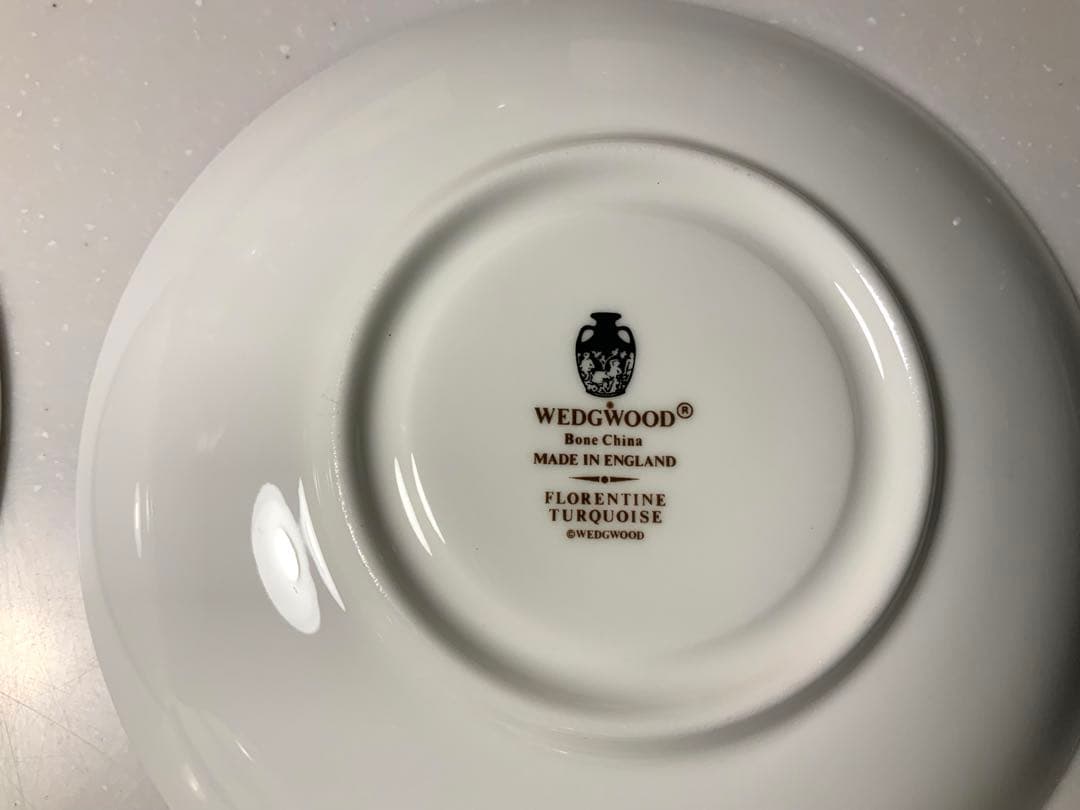 WEDGWOOD®
Bone China
MADE IN ENGLAND
FLORENTINE
TURQUOISE
©WEDGWOOD